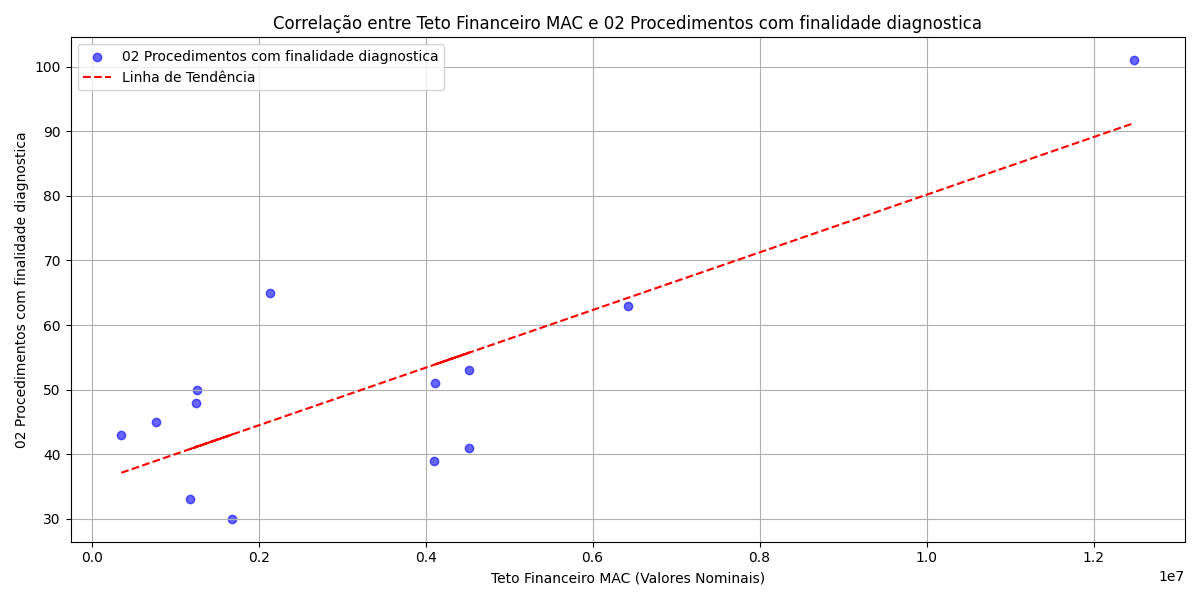 Correlação entre Teto Financeiro MAC e 02 Procedimentos com finalidade diagnostica
02 Procedimentos com finalidade diagnostica
Linha de Tendência
02 Procedimentos com finalidade diagnostica
100
90
80
70
60
50
40
30
0.0
0.2
0.4
0.6
0.8
1.0
1.2
1e7
Teto Financeiro MAC (Valores Nominais)